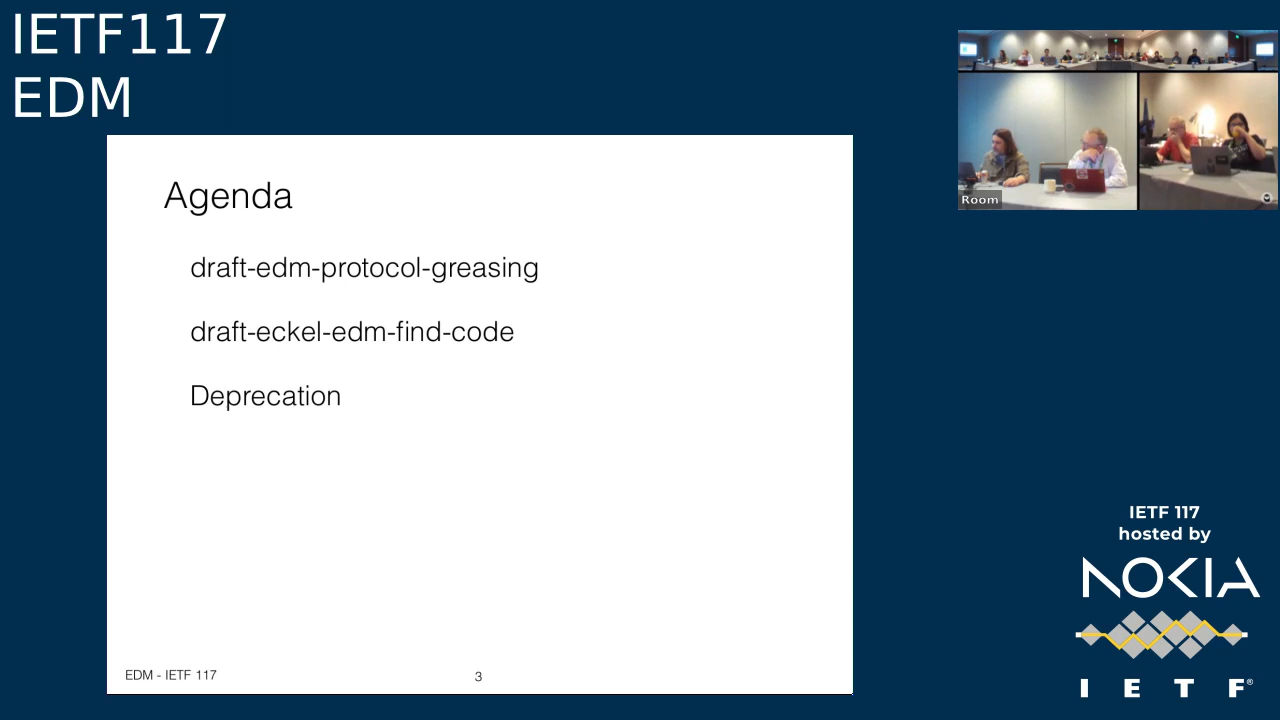 IETF117
EDM
Agenda
draft-edm-protocol-greasing
draft-eckel-edm-find-code
Deprecation
EDM - IETF 117
3
Room
IETF 117
hosted by
NOKIA
I E T F®